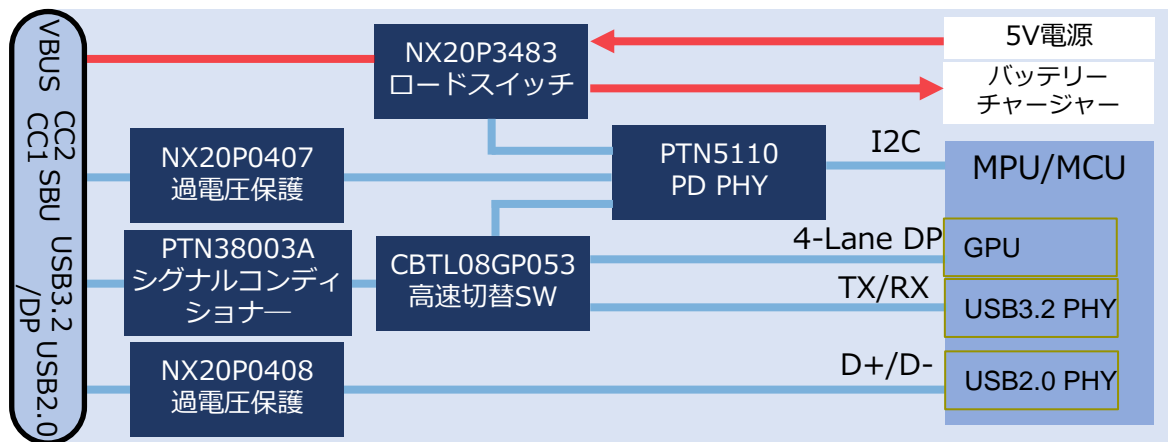 VBUS
CC2
CC1 SBU
USB3.2
/DP
USB2.0
NX20P3483
ロードスイッチ
5V電源
バッテリー
チャージャー
NX20P0407
過電圧保護
PTN5110
PD PHY
I2C
MPU/MCU
PTN38003A
シグナルコンディ
ショナー
CBTL08GP053
高速切替SW
4-Lane DP
GPU
TX/RX
USB3.2 PHY
NX20P0408
過電圧保護
D+/D-
USB2.0 PHY